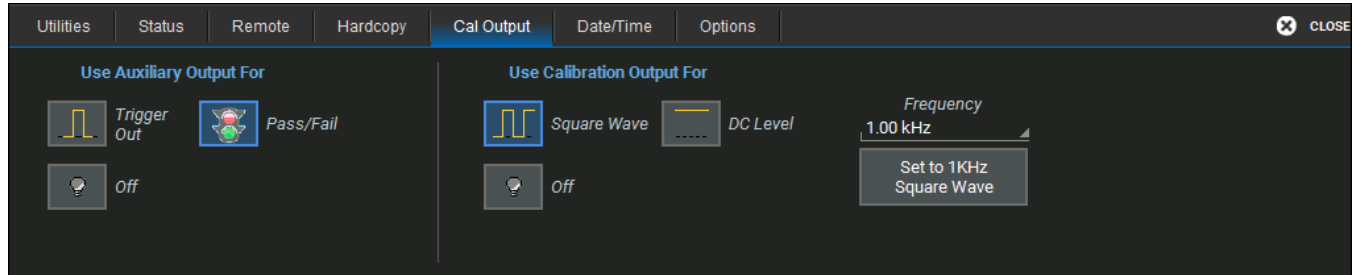 Utilities Status Remote Hardcopy Cal Output Date/Time Options CLOSE
Use Auxiliary Output For
Trigger
Out
Pass/Fail
Off
Use Calibration Output For
Square Wave
DC Level
Off
Frequency
1.00 kHz
Set to 1KHz
Square Wave